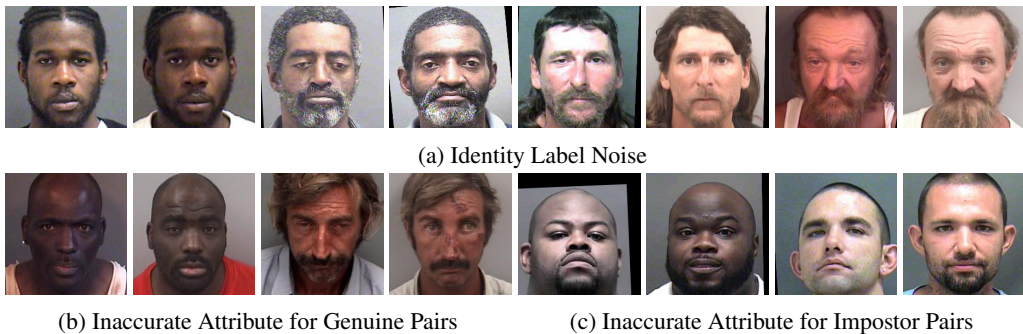 (a) Identity Label Noise
(b) Inaccurate Attribute for Genuine Pairs
(c) Inaccurate Attribute for Impostor Pairs